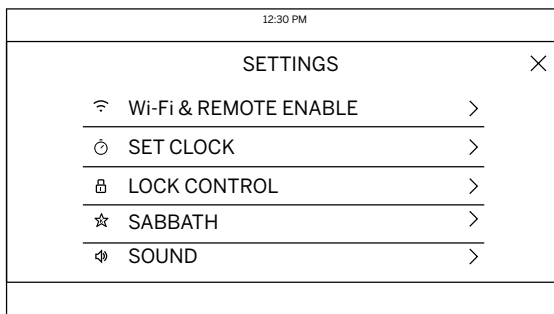 12:30 PM
SETTINGS
Wi-Fi & REMOTE ENABLE
SET CLOCK
LOCK CONTROL
SABBATH
SOUND